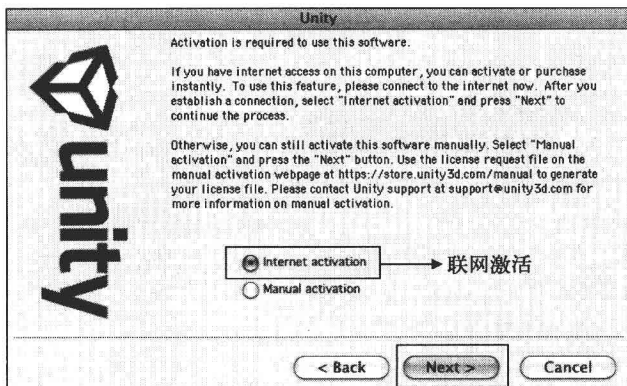 Unity
Activation is required to use this software.
If you have internet access on this computer, you can activate or purchase
instantly. To use this feature, please connect to the internet now. After you
establish a connection, select "Internet activation" and press "Next" to
continue the process.
Otherwise, you can still activate this software manually. Select "Manual
activation" and press the "Next" button. Use the license request file on the
manual activation webpage at https://store.unity3d.com/manual to generate
your license file. Please contact Unity support at support@unity3d.com for
more information on manual activation.
unity
Internet activation 联网激活
Manual activation
< Back Next > Cancel